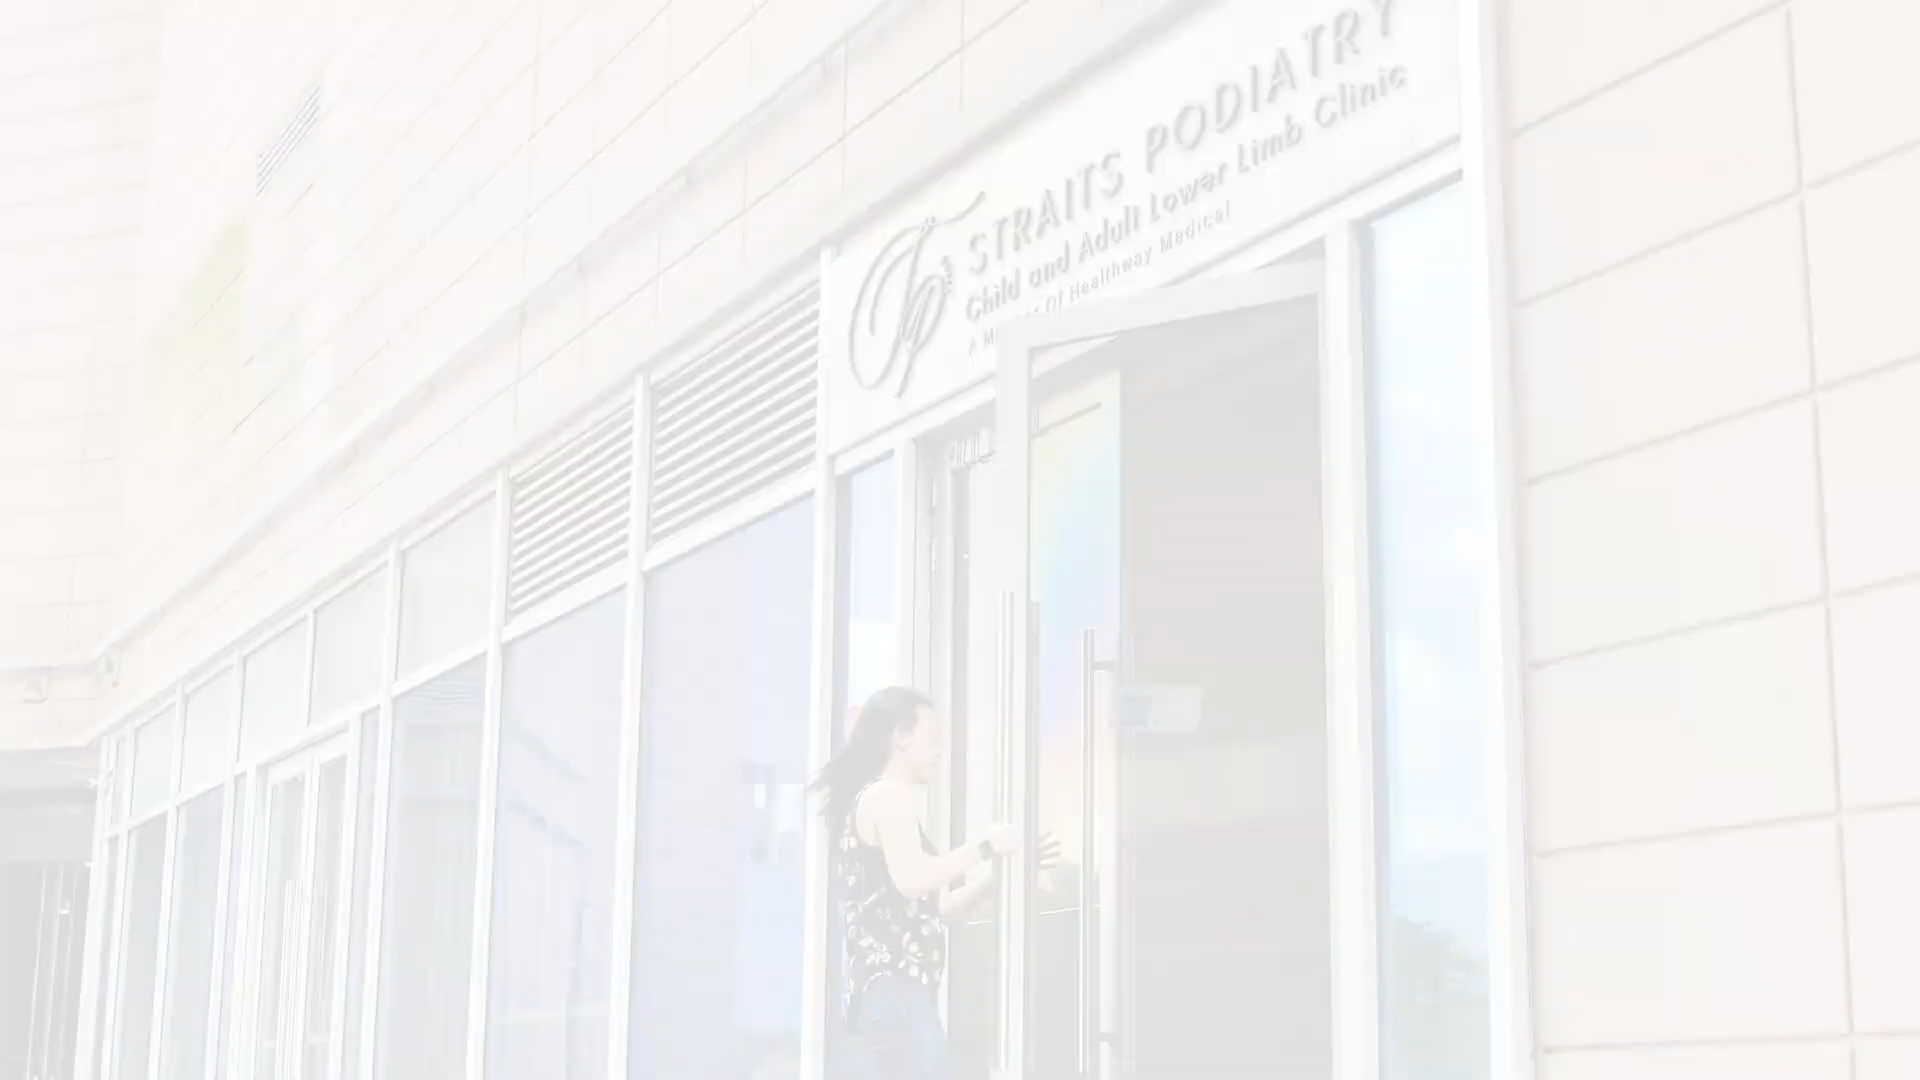 STRAITS PODIATRY
Child and Adult Lower Limb Clinic
A Of Healthway Medical